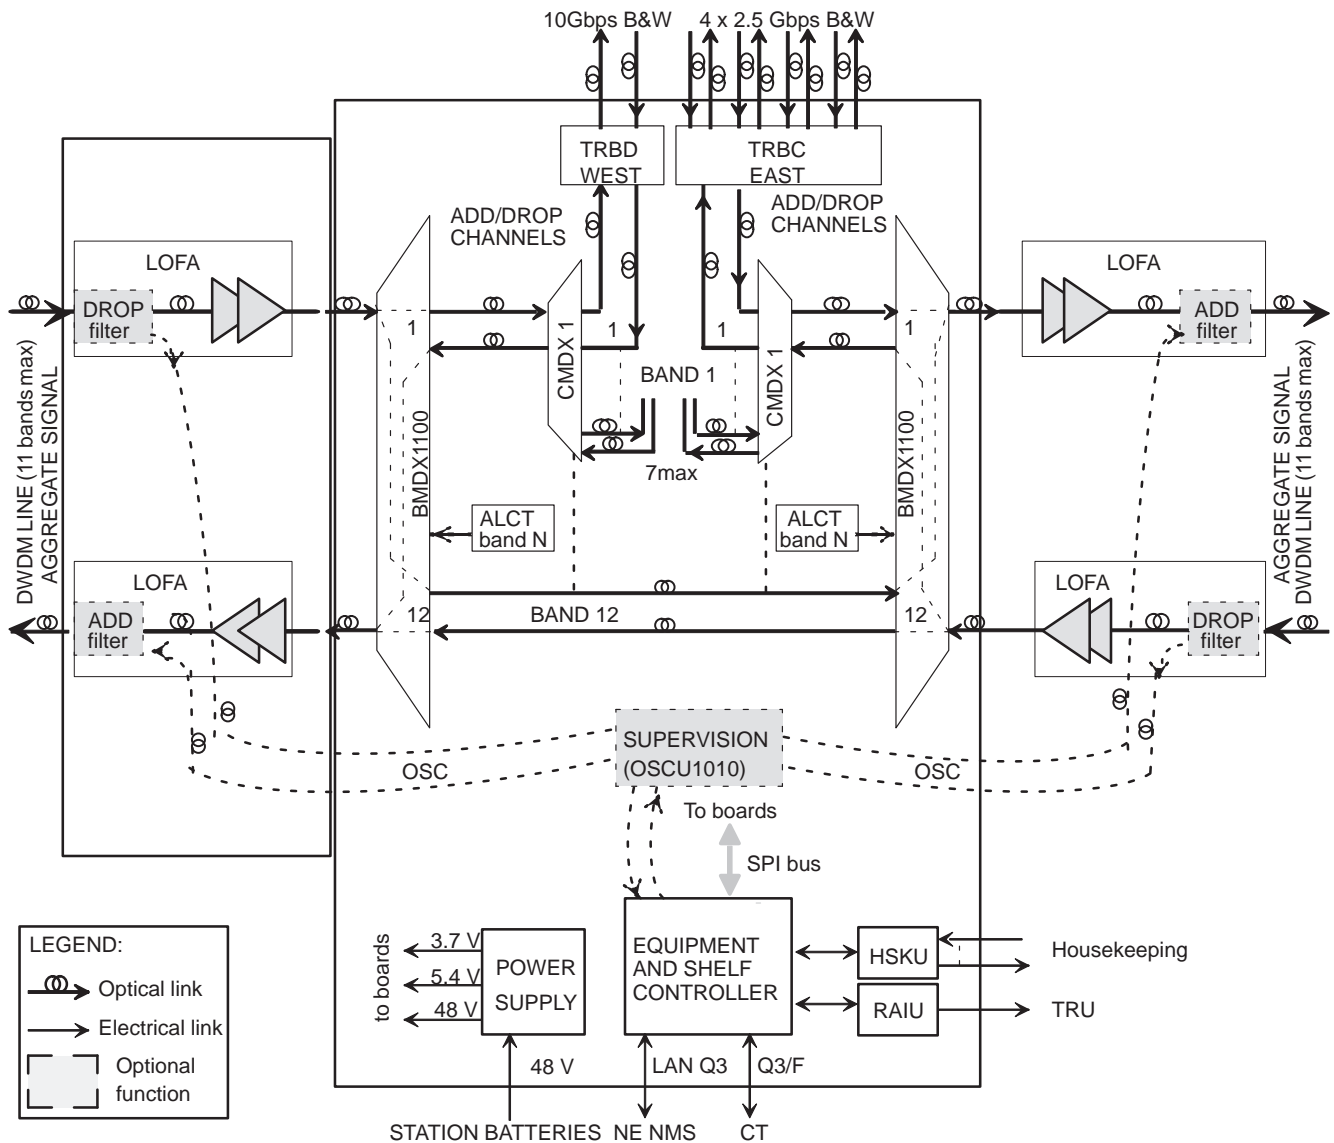 10Gbps B&W
4 x 2.5 Gbps B&W
TRBD
WEST
TRBC
EAST
ADD/DROP
CHANNELS
ADD/DROP
CHANNELS
LOFA
DROP
filter
LOFA
ADD
filter
1
1
CMDX 1
1
CMDX 1
1
BAND 1
7max
BMDX1100
BMDX1100
DWDM LINE (11 bands max)
AGGREGATE SIGNAL
AGGREGATE SIGNAL
DWDM LINE (11 bands max)
ALCT
band N
ALCT
band N
LOFA
ADD
filter
12
BAND 12
12
LOFA
DROP
filter
OSC
SUPERVISION
(OSCU1010)
OSC
To boards
SPI bus
LEGEND:
Optical link
Electrical link
Optional
function
to boards
3.7 V
5.4 V
48 V
POWER
SUPPLY
EQUIPMENT
AND SHELF
CONTROLLER
HSKU
RAIU
Housekeeping
TRU
48 V
LAN Q3
Q3/F
STATION BATTERIES
NE NMS
CT